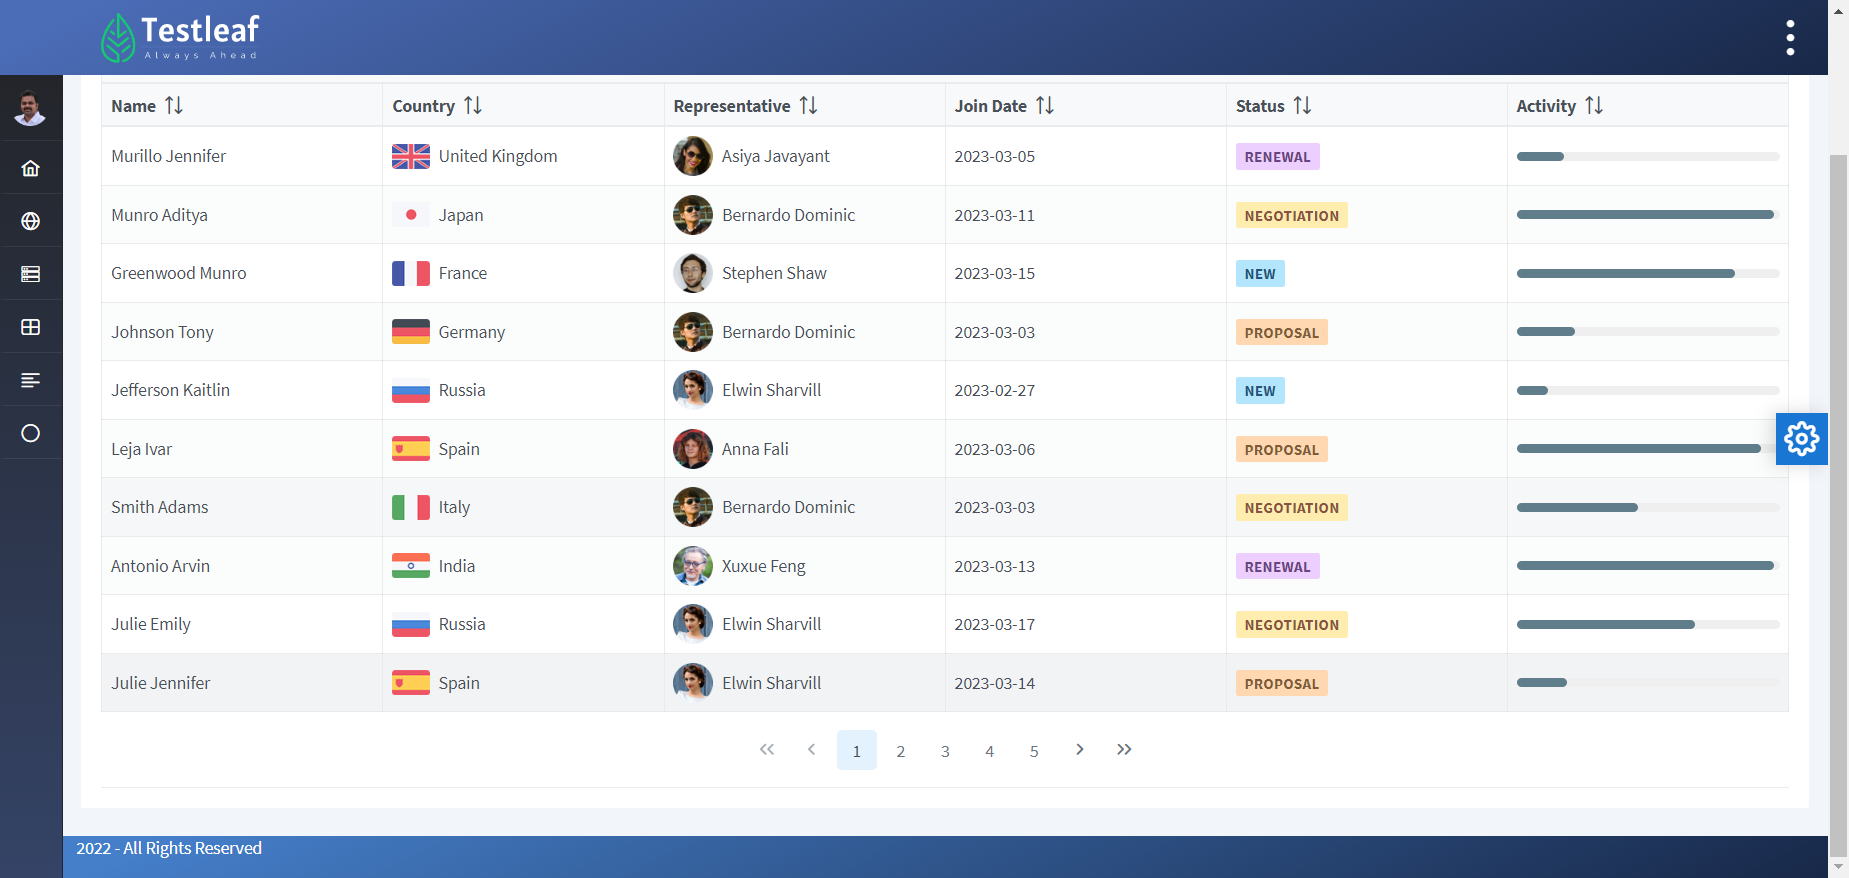 Testleaf
Always Ahead
Name Country Representative Join Date Status Activity
Murillo Jennifer United Kingdom Asiya Javayant 2023-03-05 RENEWAL
Munro Aditya Japan Bernardo Dominic 2023-03-11 NEGOTIATION
Greenwood Munro France Stephen Shaw 2023-03-15 NEW
Johnson Tony Germany Bernardo Dominic 2023-03-03 PROPOSAL
Jefferson Kaitlin Russia Elwin Sharvill 2023-02-27 NEW
Leja Ivar Spain Anna Fali 2023-03-06 PROPOSAL
Smith Adams Italy Bernardo Dominic 2023-03-03 NEGOTIATION
Antonio Arvin India Xuxue Feng 2023-03-13 RENEWAL
Julie Emily Russia Elwin Sharvill 2023-03-17 NEGOTIATION
Julie Jennifer Spain Elwin Sharvill 2023-03-14 PROPOSAL
1 2 3 4 5
2022 - All Rights Reserved